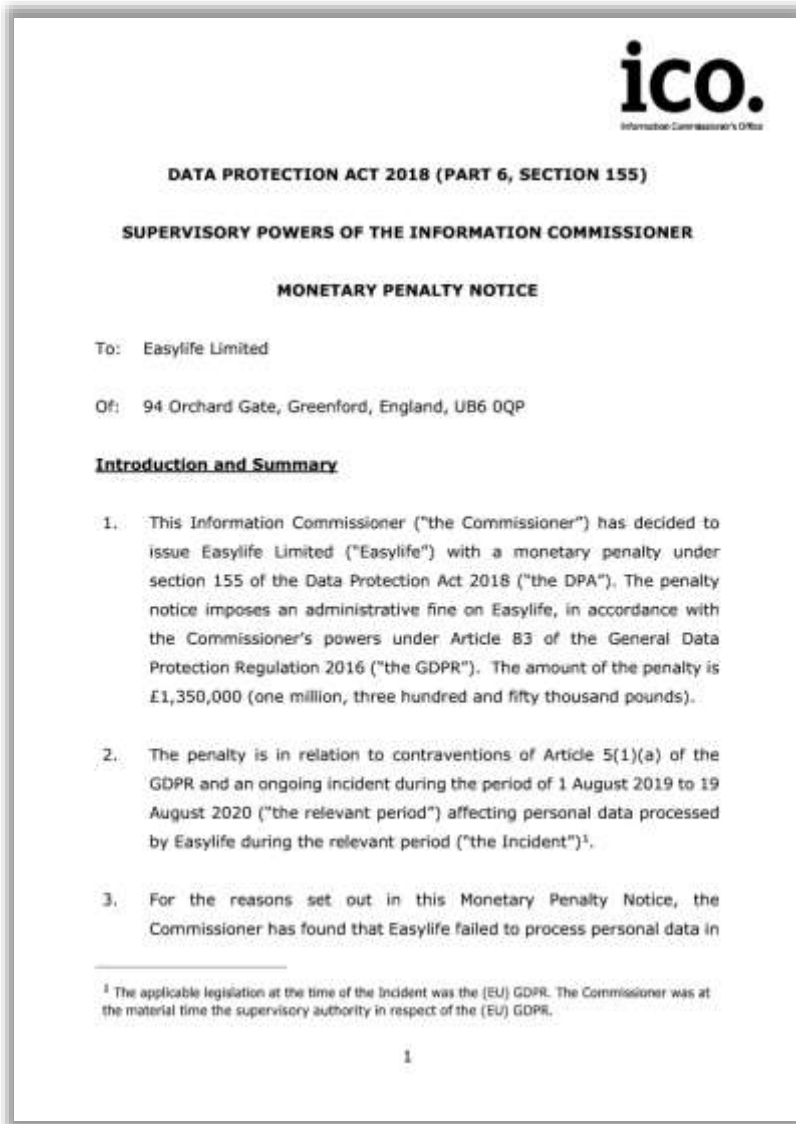 ico.
Information Commissioner's Office
DATA PROTECTION ACT 2018 (PART 6, SECTION 155)
SUPERVISORY POWERS OF THE INFORMATION COMMISSIONER
MONETARY PENALTY NOTICE
To: Easylife Limited
Of: 94 Orchard Gate, Greenford, England, UB6 0QP
Introduction and Summary
1. This Information Commissioner ("the Commissioner") has decided to
issue Easylife Limited ("Easylife") with a monetary penalty under
section 155 of the Data Protection Act 2018 ("the DPA"). The penalty
notice imposes an administrative fine on Easylife, in accordance with
the Commissioner's powers under Article 83 of the General Data
Protection Regulation 2016 ("the GDPR"). The amount of the penalty is
£1,350,000 (one million, three hundred and fifty thousand pounds).
2. The penalty is in relation to contraventions of Article 5(1)(a) of the
GDPR and an ongoing incident during the period of 1 August 2019 to 19
August 2020 ("the relevant period") affecting personal data processed
by Easylife during the relevant period ("the Incident")¹.
3. For the reasons set out in this Monetary Penalty Notice, the
Commissioner has found that Easylife failed to process personal data in
¹ The applicable legislation at the time of the Incident was the (EU) GDPR. The Commissioner was at
the material time the supervisory authority in respect of the (EU) GDPR.
1